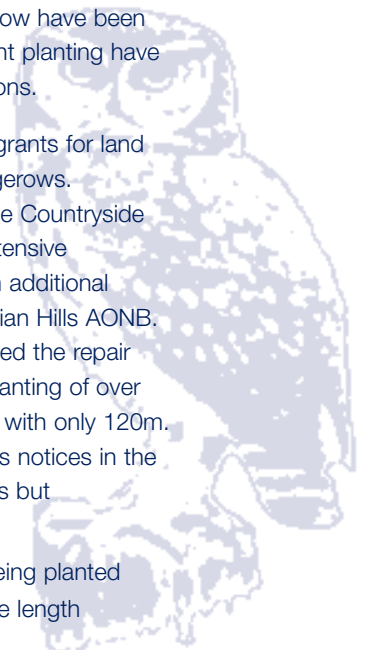 ow have been
nt planting have
ons.
grants for land
gerows.
e Countryside
tensive
additional
ian Hills AONB.
ed the repair
anting of over
with only 120m.
s notices in the
s but
eing planted
e length